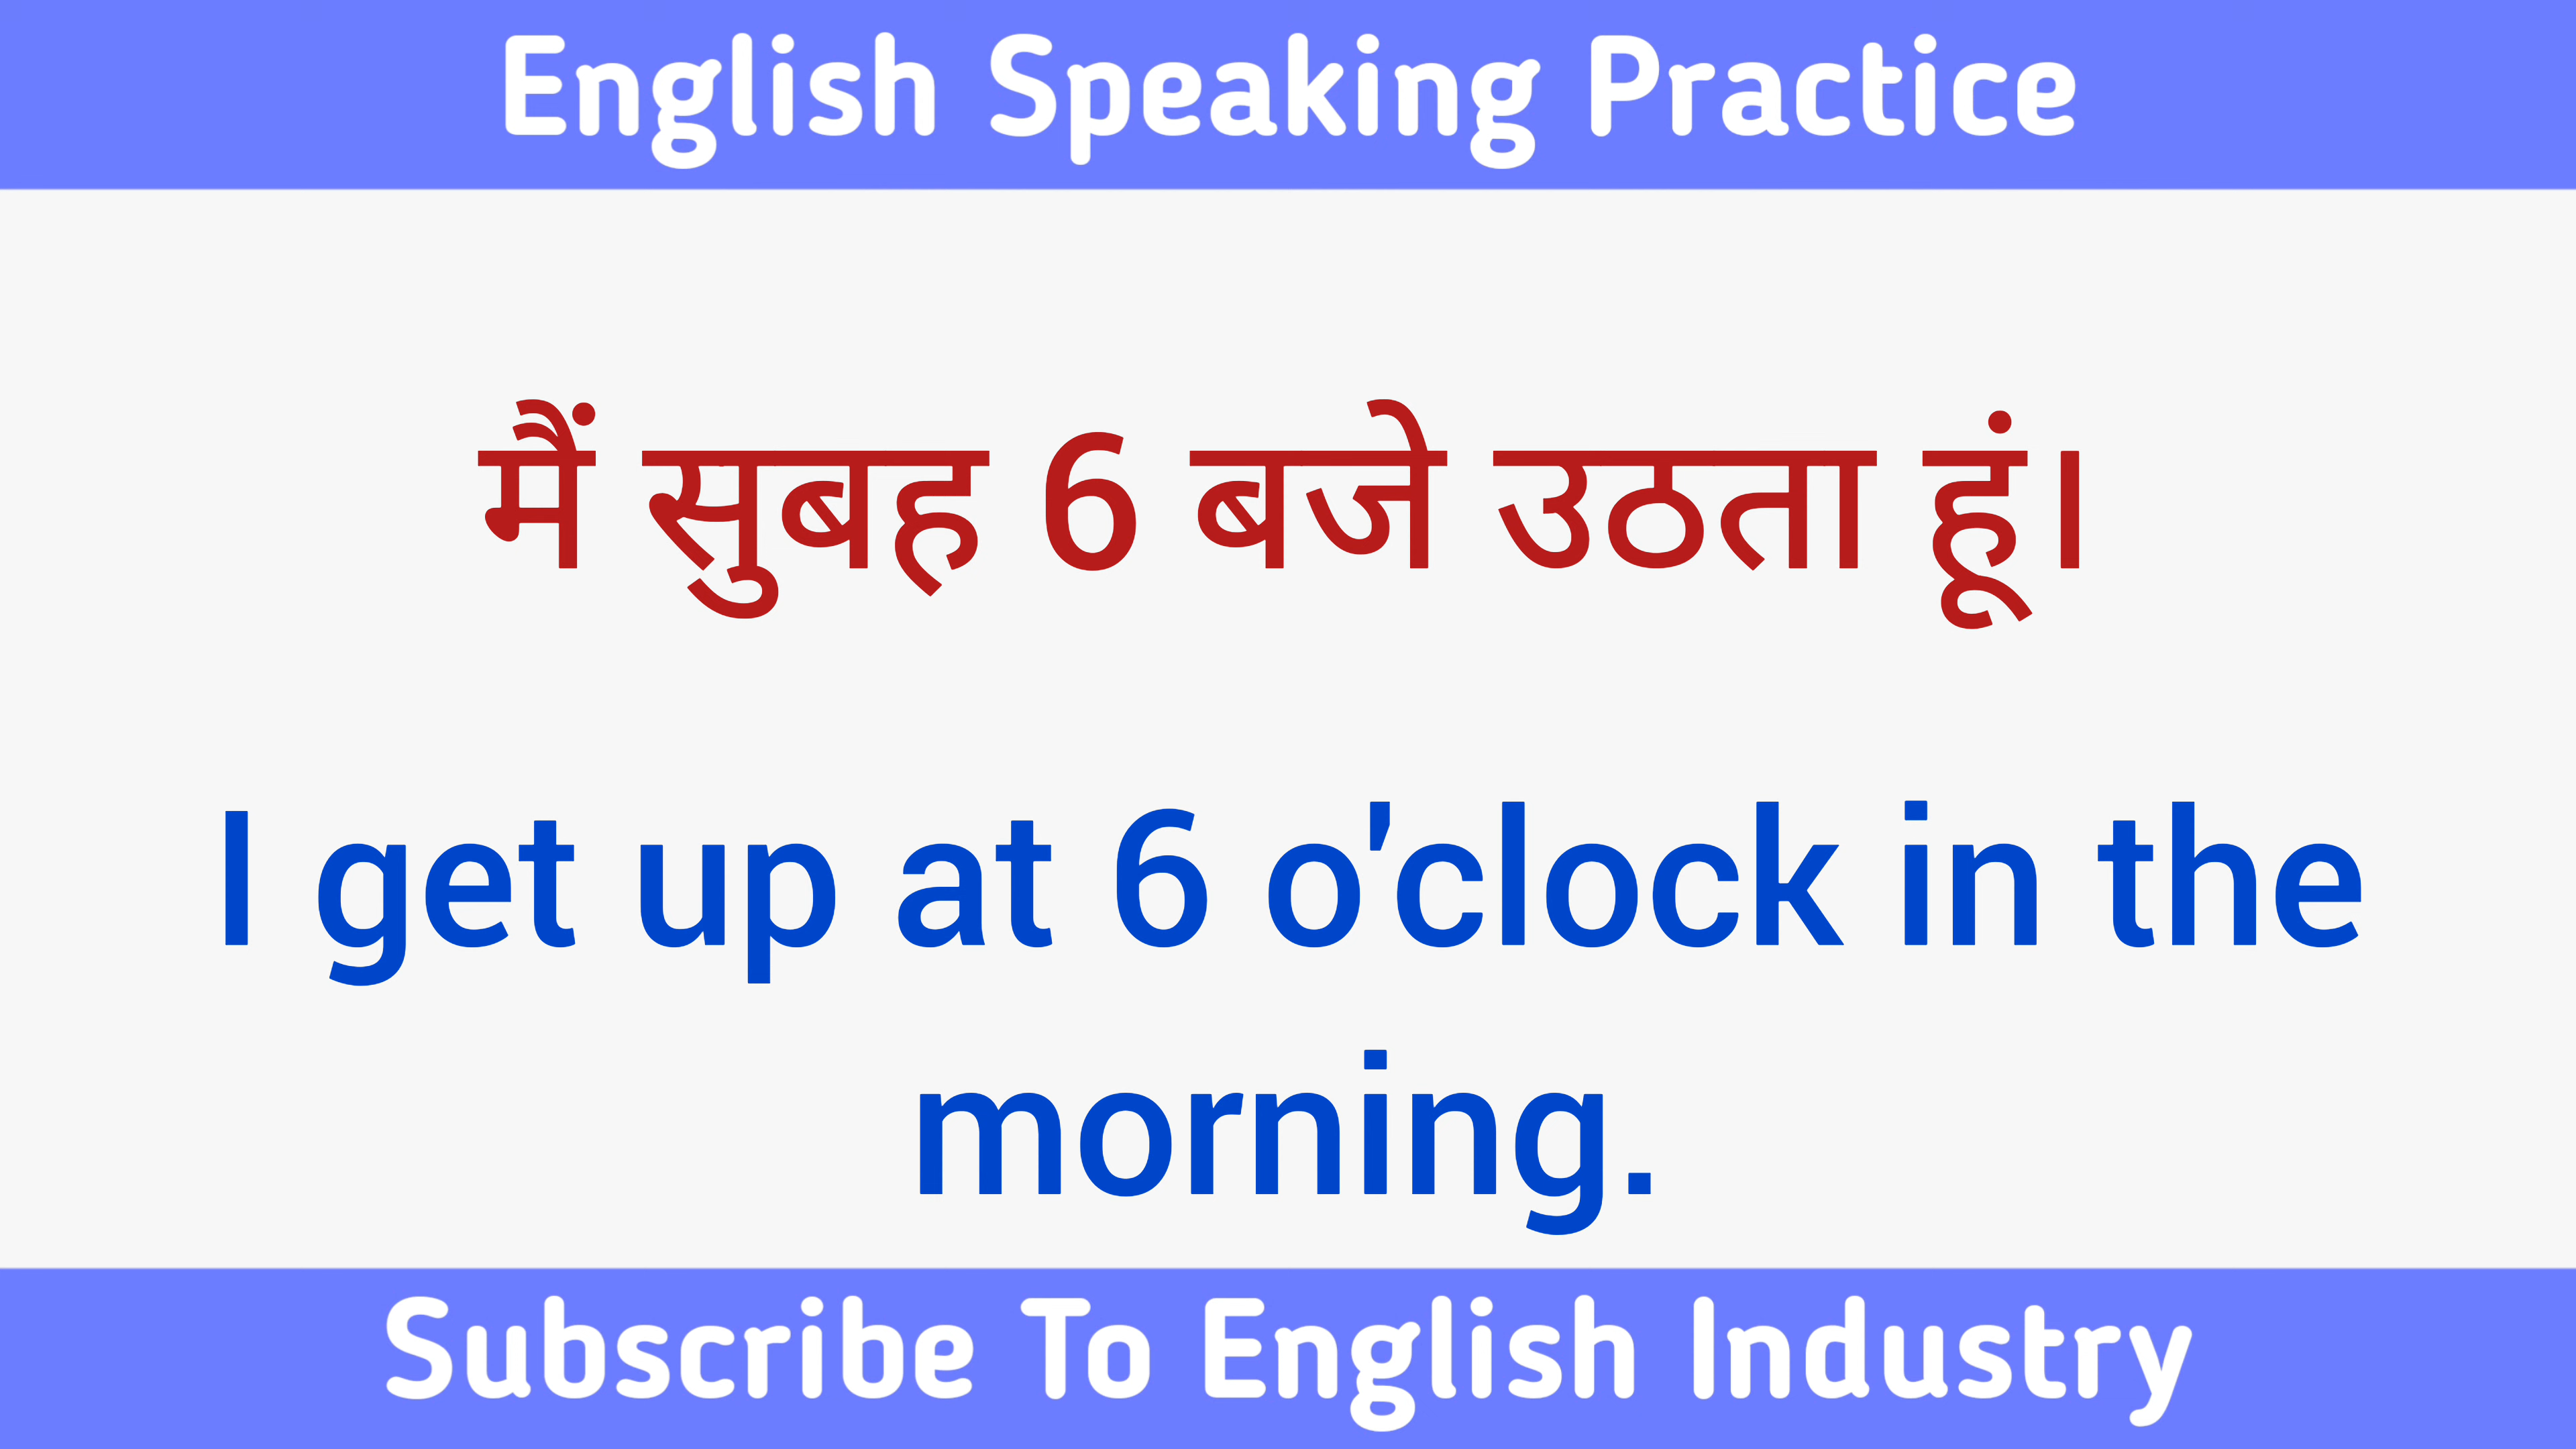 English Speaking Practice
मैं सुबह 6 बजे उठता हूं।
I get up at 6 o'clock in the
morning.
Subscribe To English Industry